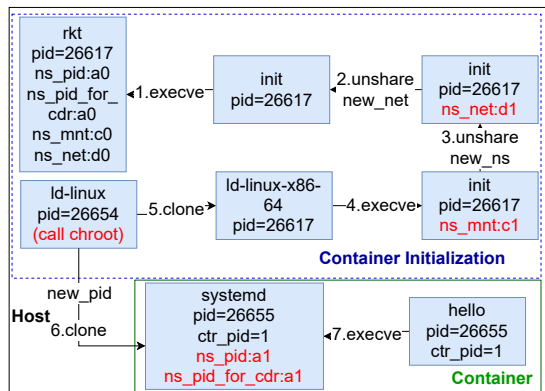 rkt
pid=26617
ns_pid:a0
ns_pid_for_
cdr:a0
ns_mnt:c0
ns_net:d0
1.execve
init
pid=26617
2.unshare
new_net
init
pid=26617
ns_net:d1
3.unshare
new_ns
ld-linux
pid=26654
(call chroot)
5.clone
ld-linux-x86-
64
pid=26617
4.execve
init
pid=26617
ns_mnt:c1
Container Initialization
new_pid
Host
6.clone
systemd
pid=26655
ctr_pid=1
ns_pid:a1
ns_pid_for_cdr:a1
7.execve
hello
pid=26655
ctr_pid=1
Container